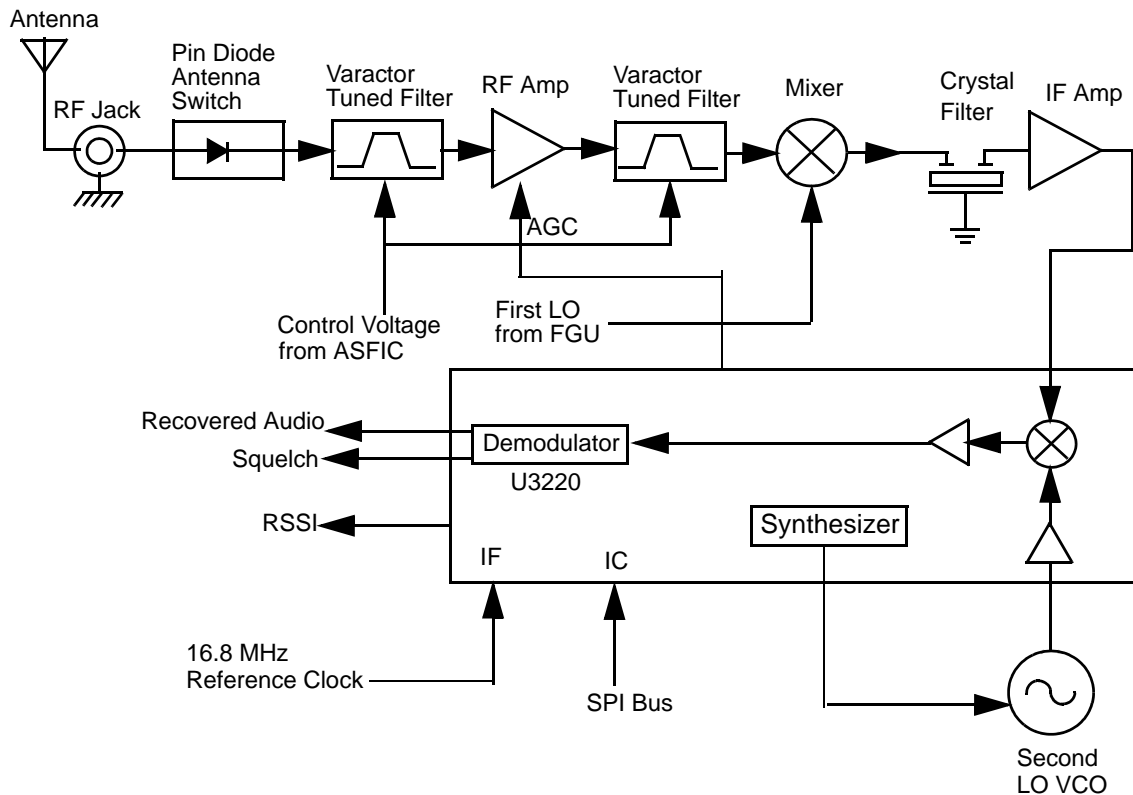 Antenna
RF Jack
Pin Diode
Antenna
Switch
Varactor
Tuned Filter
RF Amp
Varactor
Tuned Filter
Mixer
Crystal
Filter
IF Amp
AGC
Control Voltage
from ASFIC
First LO
from FGU
Recovered Audio
Squelch
RSSI
Demodulator
U3220
Synthesizer
IF
IC
16.8 MHz
Reference Clock
SPI Bus
Second
LO VCO